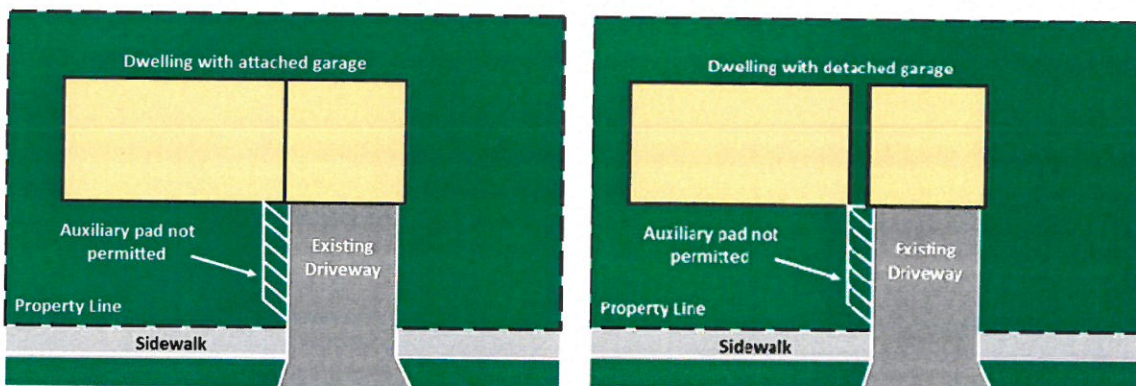 Dwelling with attached garage
Auxiliary pad not
permitted
Existing
Driveway
Property Line
Sidewalk
Dwelling with detached garage
Auxiliary pad not
permitted
Existing
Driveway
Property Line
Sidewalk